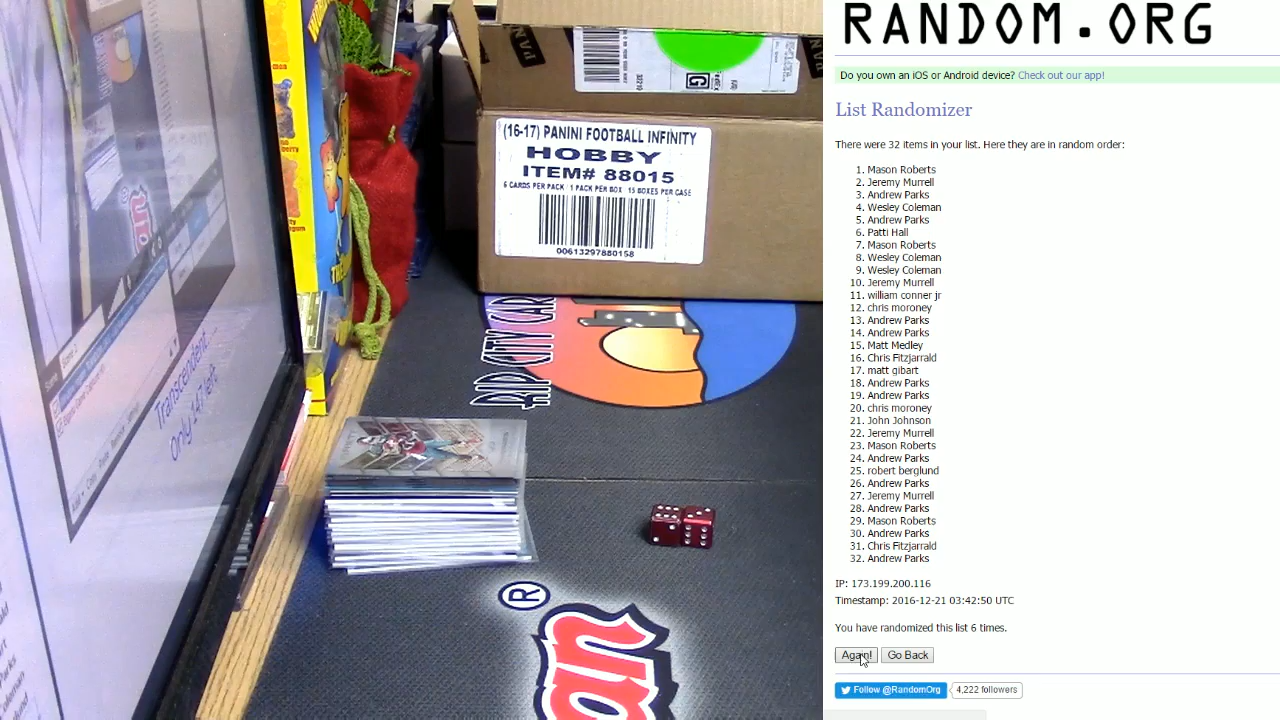 RANDOM.ORG
Do you own an iOS or Android device? Check out our app!
List Randomizer
There were 32 items in your list. Here they are in random order:
1. Mason Roberts
2. Jeremy Murrell
3. Andrew Parks
4. Wesley Coleman
5. Andrew Parks
6. Patti Hall
7. Mason Roberts
8. Wesley Coleman
9. Wesley Coleman
10. Jeremy Murrell
11. william conner jr
12. chris moroney
13. Andrew Parks
14. Andrew Parks
15. Matt Medley
16. Chris Fitzjarrald
17. matt gibart
18. Andrew Parks
19. Andrew Parks
20. chris moroney
21. John Johnson
22. Jeremy Murrell
23. Mason Roberts
24. Andrew Parks
25. robert berglund
26. Andrew Parks
27. Jeremy Murrell
28. Andrew Parks
29. Mason Roberts
30. Andrew Parks
31. Chris Fitzjarrald
32. Andrew Parks
IP: 173.199.200.116
Timestamp: 2016-12-21 03:42:50 UTC
You have randomized this list 6 times.
Again!
Go Back
Follow @RandomOrg
4,222 followers
(16-17) PANINI FOOTBALL INFINITY
HOBBY
ITEM# 88015
6 CARDS PER PACK 1 PACK PER BOX 15 BOXES PER CASE
00613297880158
RIP CITY CAR
Transcendent
Only 147 left
®